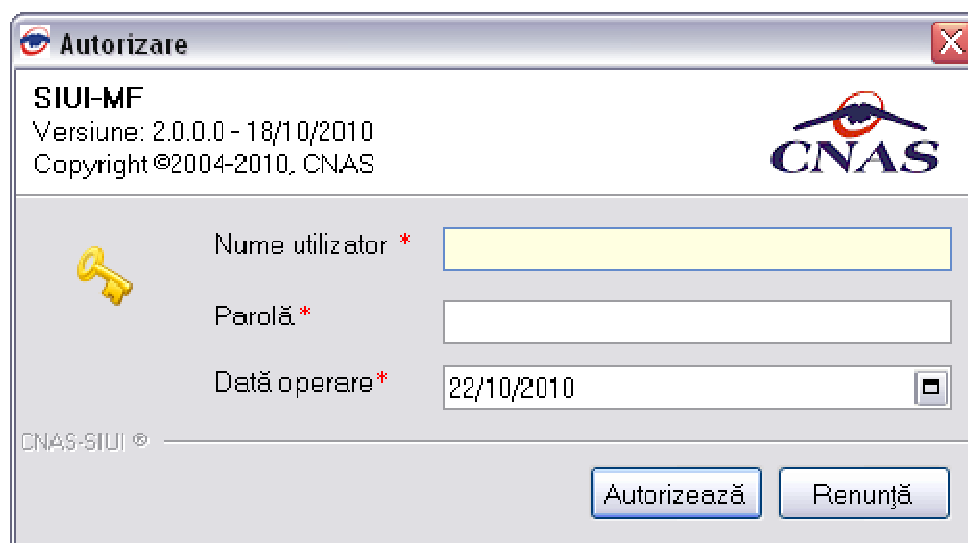 Autorizare
SIUI-MF
Versiune: 2.0.0.0 - 18/10/2010
Copyright ©2004-2010, CNAS
CNAS
Nume utilizator *
Parolă *
Dată operare*
22/10/2010
CNAS-SIUI ®
Autorizează
Renunţă